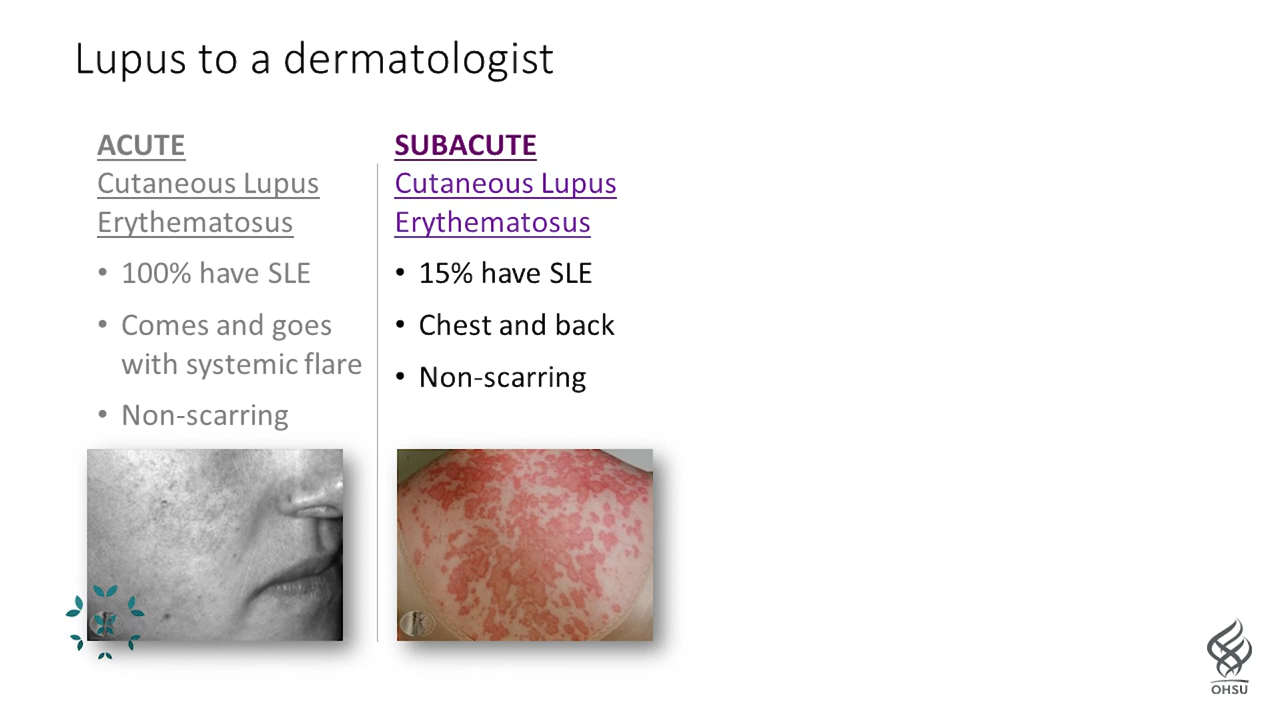 Lupus to a dermatologist
ACUTE
Cutaneous Lupus
Erythematosus
• 100% have SLE
• Comes and goes
with systemic flare
• Non-scarring
SUBACUTE
Cutaneous Lupus
Erythematosus
• 15% have SLE
• Chest and back
• Non-scarring
OHSU